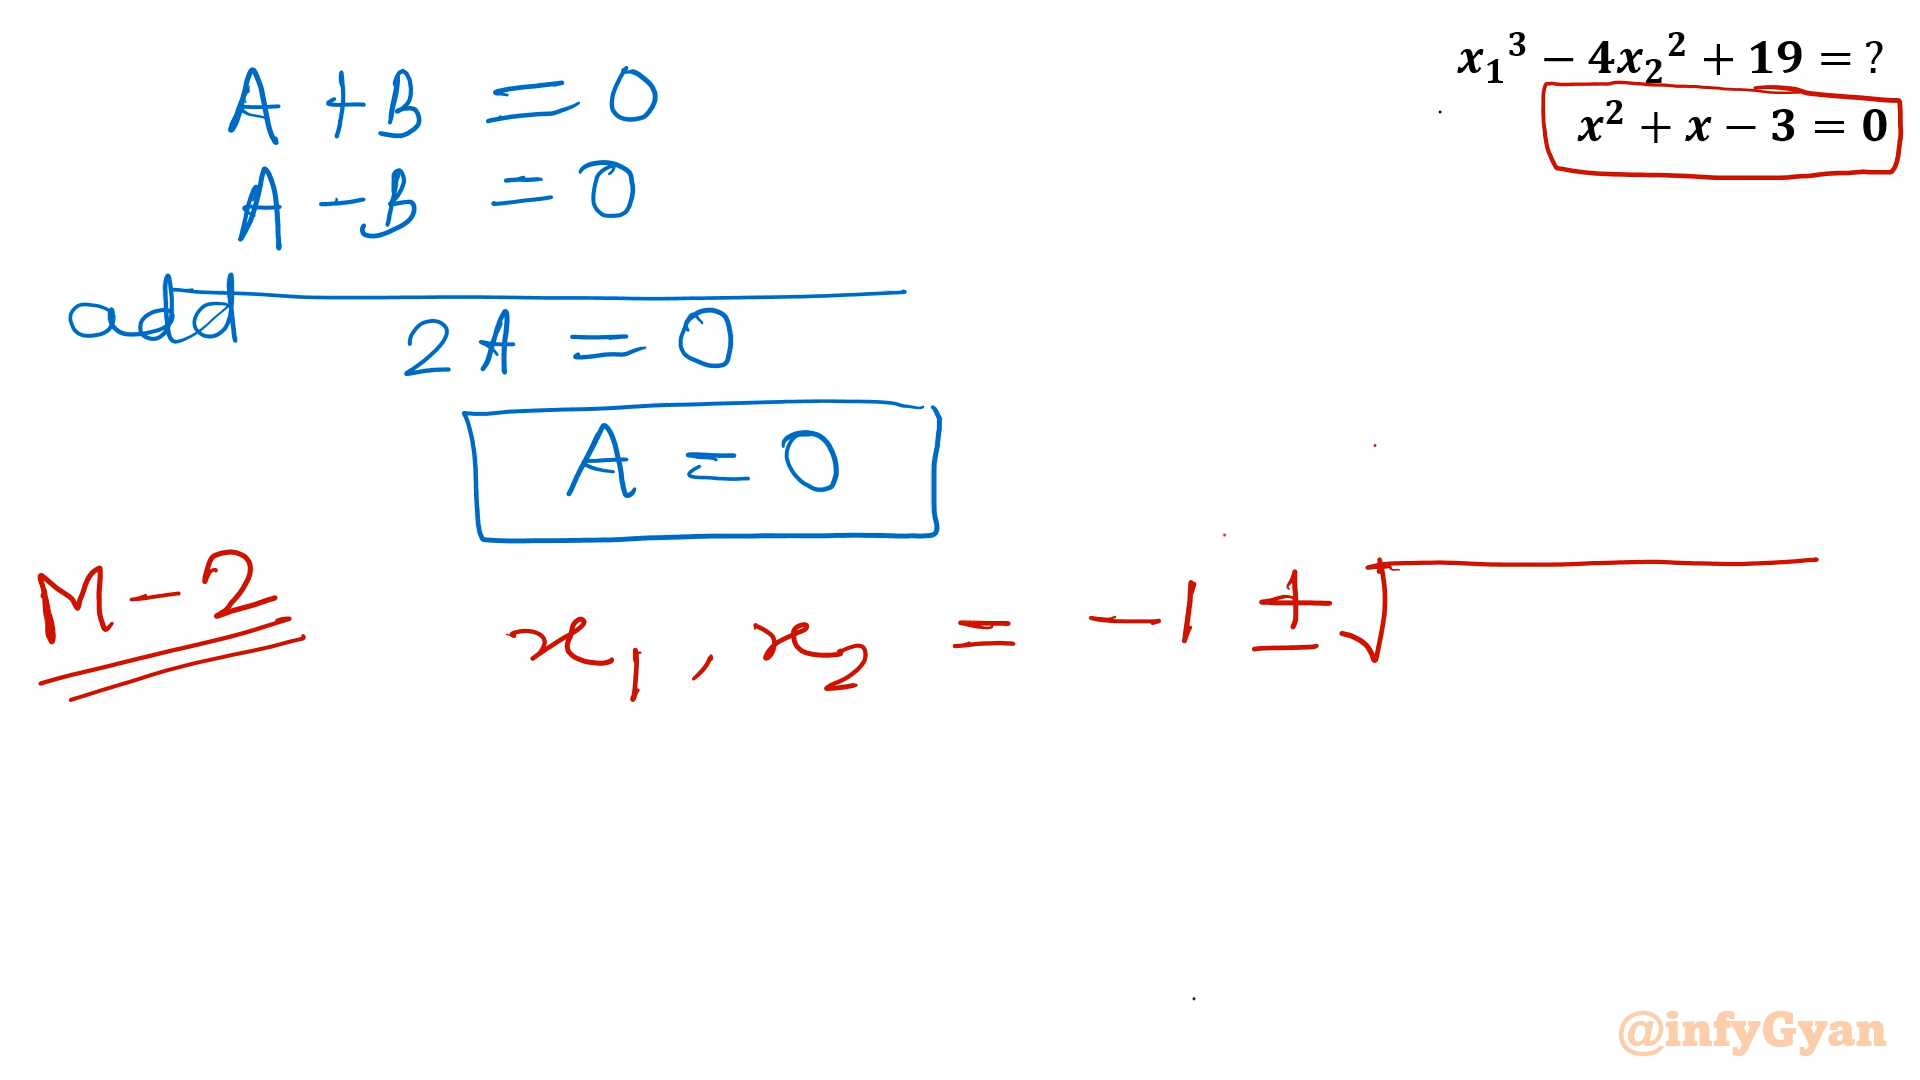 x₁³ − 4x₂² + 19 = ?
x² + x − 3 = 0
A + B = 0
A − B = 0
add
2A = 0
A = 0
M − 2
x₁, x₂ = −1 ± √
@infyGyan